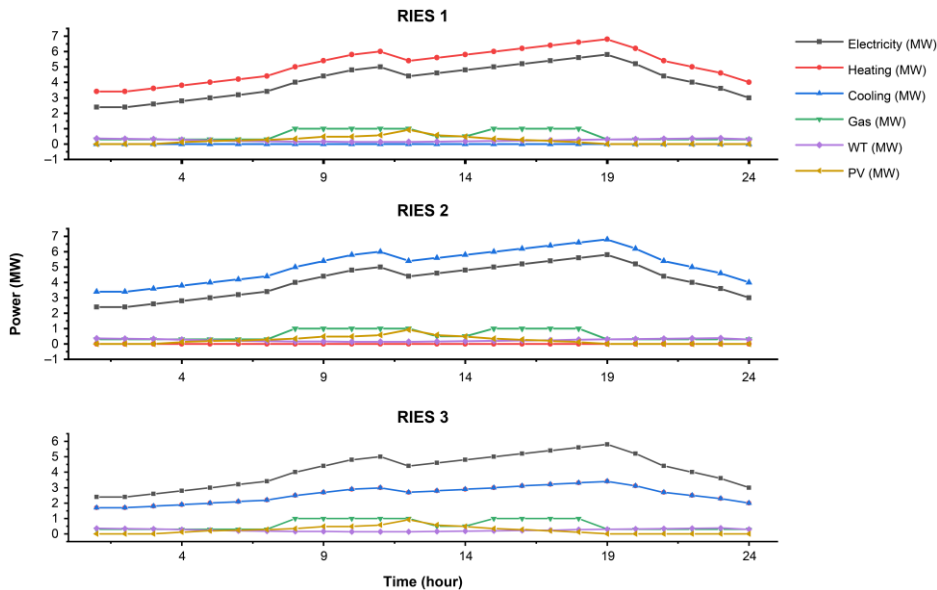 RIES 1
7
6
5
4
3
2
1
0
−1
4 9 14 19 24
Electricity (MW)
Heating (MW)
Cooling (MW)
Gas (MW)
WT (MW)
PV (MW)
RIES 2
Power (MW)
7
6
5
4
3
2
1
0
−1
4 9 14 19 24
RIES 3
6
5
4
3
2
1
0
4 9 14 19 24
Time (hour)